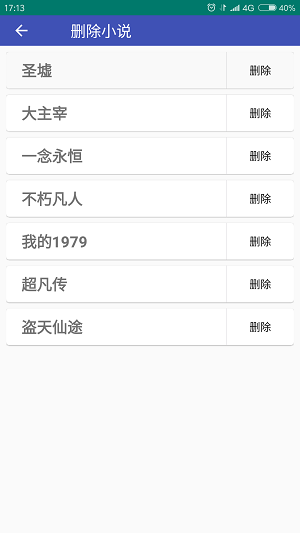 17:13 4G 40%
删除小说
圣墟 删除
大主宰 删除
一念永恒 删除
不朽凡人 删除
我的1979 删除
超凡传 删除
盗天仙途 删除